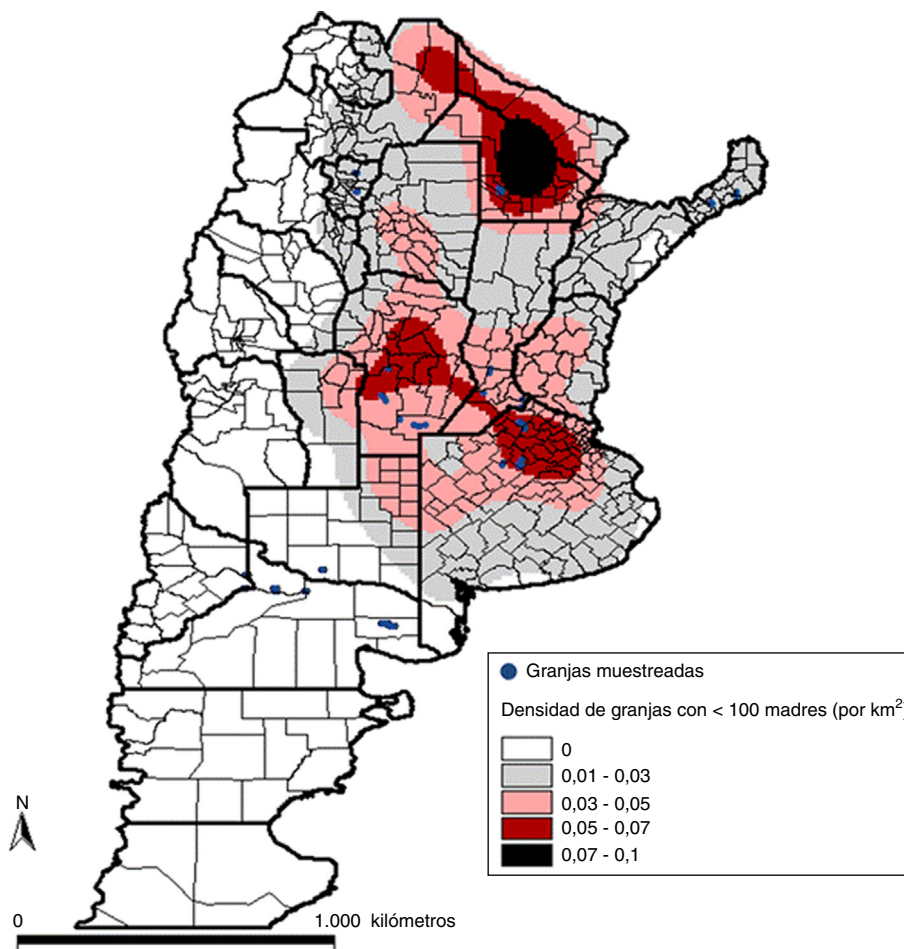 Granjas muestreadas
Densidad de granjas con < 100 madres (por km²)
0
0,01 - 0,03
0,03 - 0,05
0,05 - 0,07
0,07 - 0,1
N
0 1.000 kilómetros